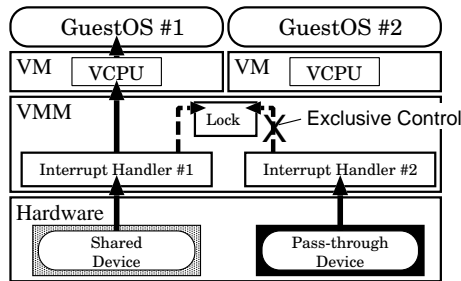 GuestOS #1
GuestOS #2
VM
VCPU
VM
VCPU
VMM
Lock
Exclusive Control
Interrupt Handler #1
Interrupt Handler #2
Hardware
Shared
Device
Pass-through
Device